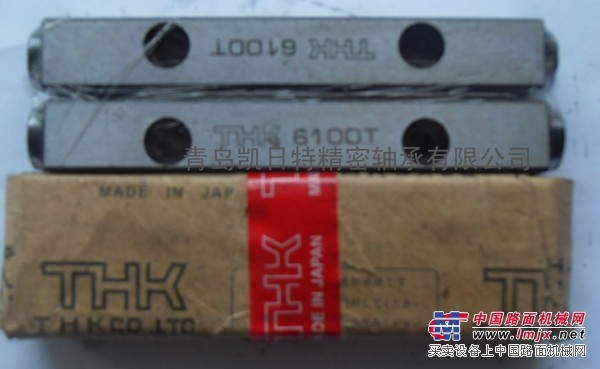 THK 6100T
THK 6100T
青岛凯日特精密轴承有限公司
MADE IN JAP
THK
THK CO.,LTD.
THK
MADE IN JAPAN
THK
中国路面机械网
www.lmjx.net
买卖设备上中国路面机械网